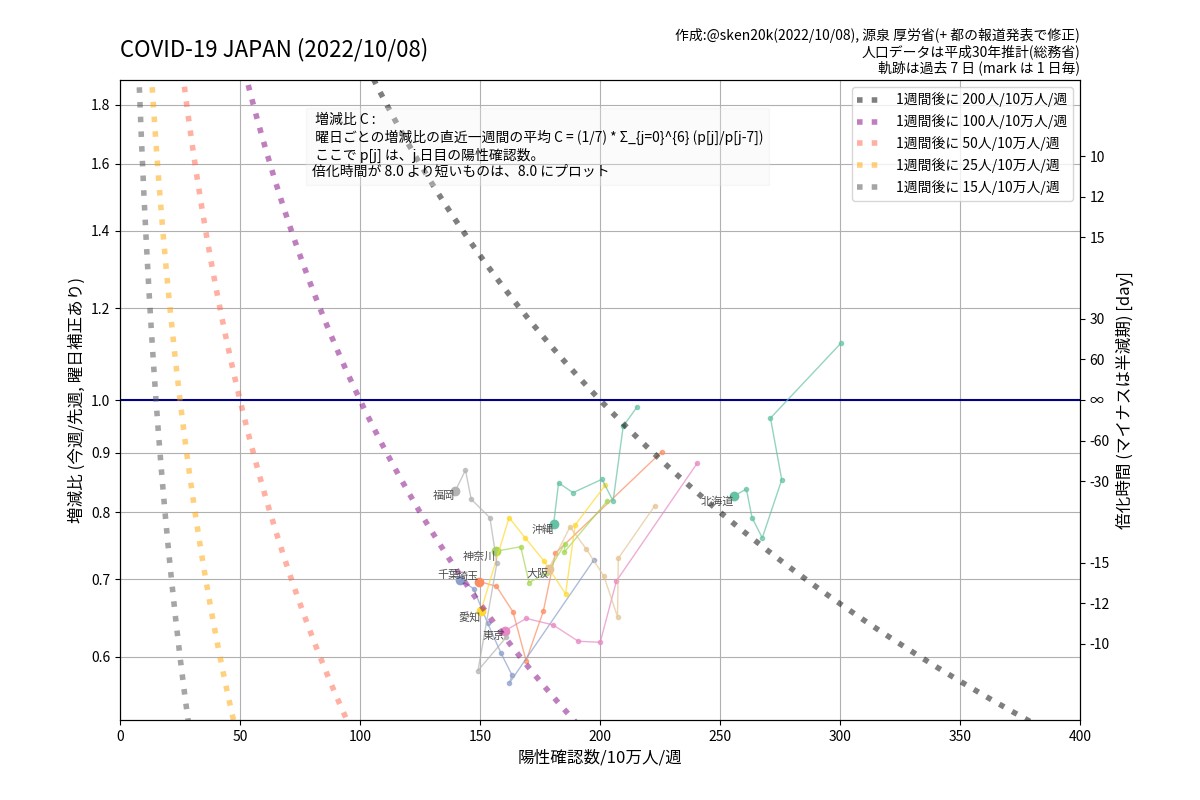 COVID-19 JAPAN (2022/10/08)
作成:@sken20k(2022/10/08), 源泉 厚労省(+ 都の報道発表で修正)
人口データは平成30年推計(総務省)
軌跡は過去 7 日 (mark は 1 日毎)
増減比 C :
曜日ごとの増減比の直近一週間の平均 C = (1/7) * Σ_{j=0}^{6} (p[j]/p[j-7])
ここで p[j] は、j 日目の陽性確認数。
倍化時間が 8.0 より短いものは、8.0 にプロット
1週間後に 200人/10万人/週
1週間後に 100人/10万人/週
1週間後に 50人/10万人/週
1週間後に 25人/10万人/週
1週間後に 15人/10万人/週
増減比 (今週/先週, 曜日補正あり)
1.8
1.6
1.4
1.2
1.0
0.9
0.8
0.7
0.6
福岡
北海道
沖縄
神奈川
千葉
埼玉
大阪
愛知
東京
10
12
15
30
60
∞
-60
-30
-15
-12
-10
倍化時間 (マイナスは半減期) [day]
0 50 100 150 200 250 300 350 400
陽性確認数/10万人/週